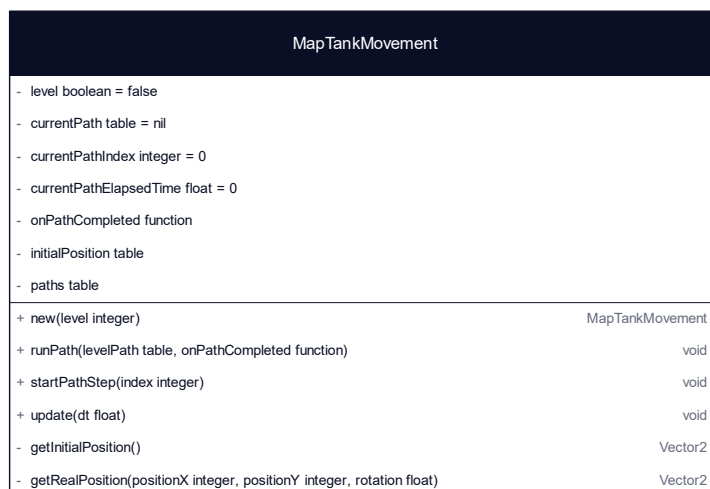 MapTankMovement
- level boolean = false
- currentPath table = nil
- currentPathIndex integer = 0
- currentPathElapsedTime float = 0
- onPathCompleted function
- initialPosition table
- paths table
+ new(level integer) MapTankMovement
+ runPath(levelPath table, onPathCompleted function) void
+ startPathStep(index integer) void
+ update(dt float) void
- getInitialPosition() Vector2
- getRealPosition(positionX integer, positionY integer, rotation float) Vector2